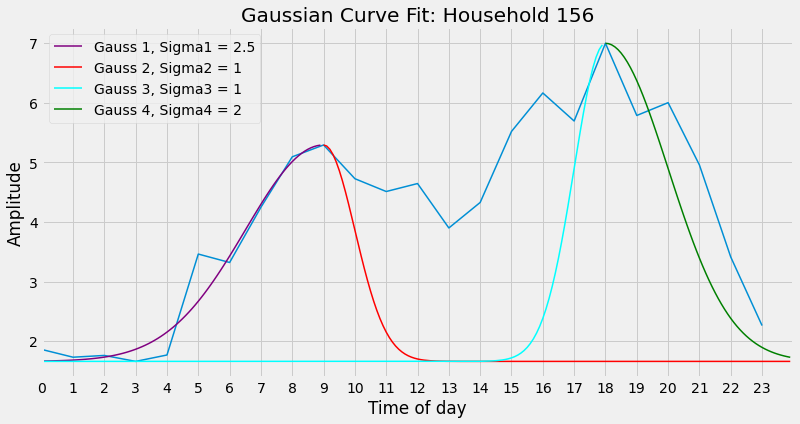 Gaussian Curve Fit: Household 156
Gauss 1, Sigma1 = 2.5
Gauss 2, Sigma2 = 1
Gauss 3, Sigma3 = 1
Gauss 4, Sigma4 = 2
Amplitude
7
6
5
4
3
2
0 1 2 3 4 5 6 7 8 9 10 11 12 13 14 15 16 17 18 19 20 21 22 23
Time of day